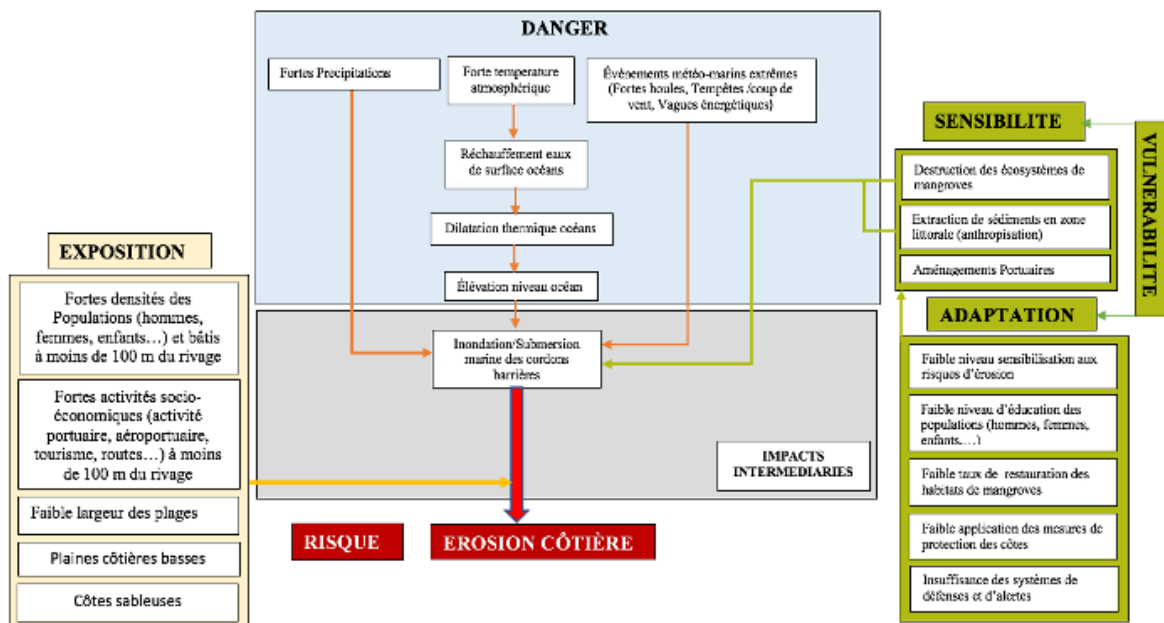 DANGER
Fortes Precipitations
Forte temperature
atmosphérique
Évènements météo-marins extrêmes
(Fortes houles, Tempêtes /coup de
vent, Vagues énergétiques)
Réchauffement eaux
de surface océans
Dilatation thermique océans
Élévation niveau océan
Inondation/Submersion
marine des cordons
barrières
IMPACTS
INTERMEDIARIES
RISQUE
EROSION CÔTIÈRE
EXPOSITION
Fortes densités des
Populations (hommes,
femmes, enfants…) et bâtis
à moins de 100 m du rivage
Fortes activités socio-
économiques (activité
portuaire, aéroportuaire,
tourisme, routes…) à moins
de 100 m du rivage
Faible largeur des plages
Plaines côtières basses
Côtes sableuses
SENSIBILITE
Destruction des écosystèmes de
mangroves
Extraction de sédiments en zone
littorale (anthropisation)
Aménagements Portuaires
VULNERABILITE
ADAPTATION
Faible niveau sensibilisation aux
risques d'érosion
Faible niveau d'éducation des
populations (hommes, femmes,
enfants….)
Faible taux de restauration des
habitats de mangroves
Faible application des mesures de
protection des côtes
Insuffisance des systèmes de
défenses et d'alertes